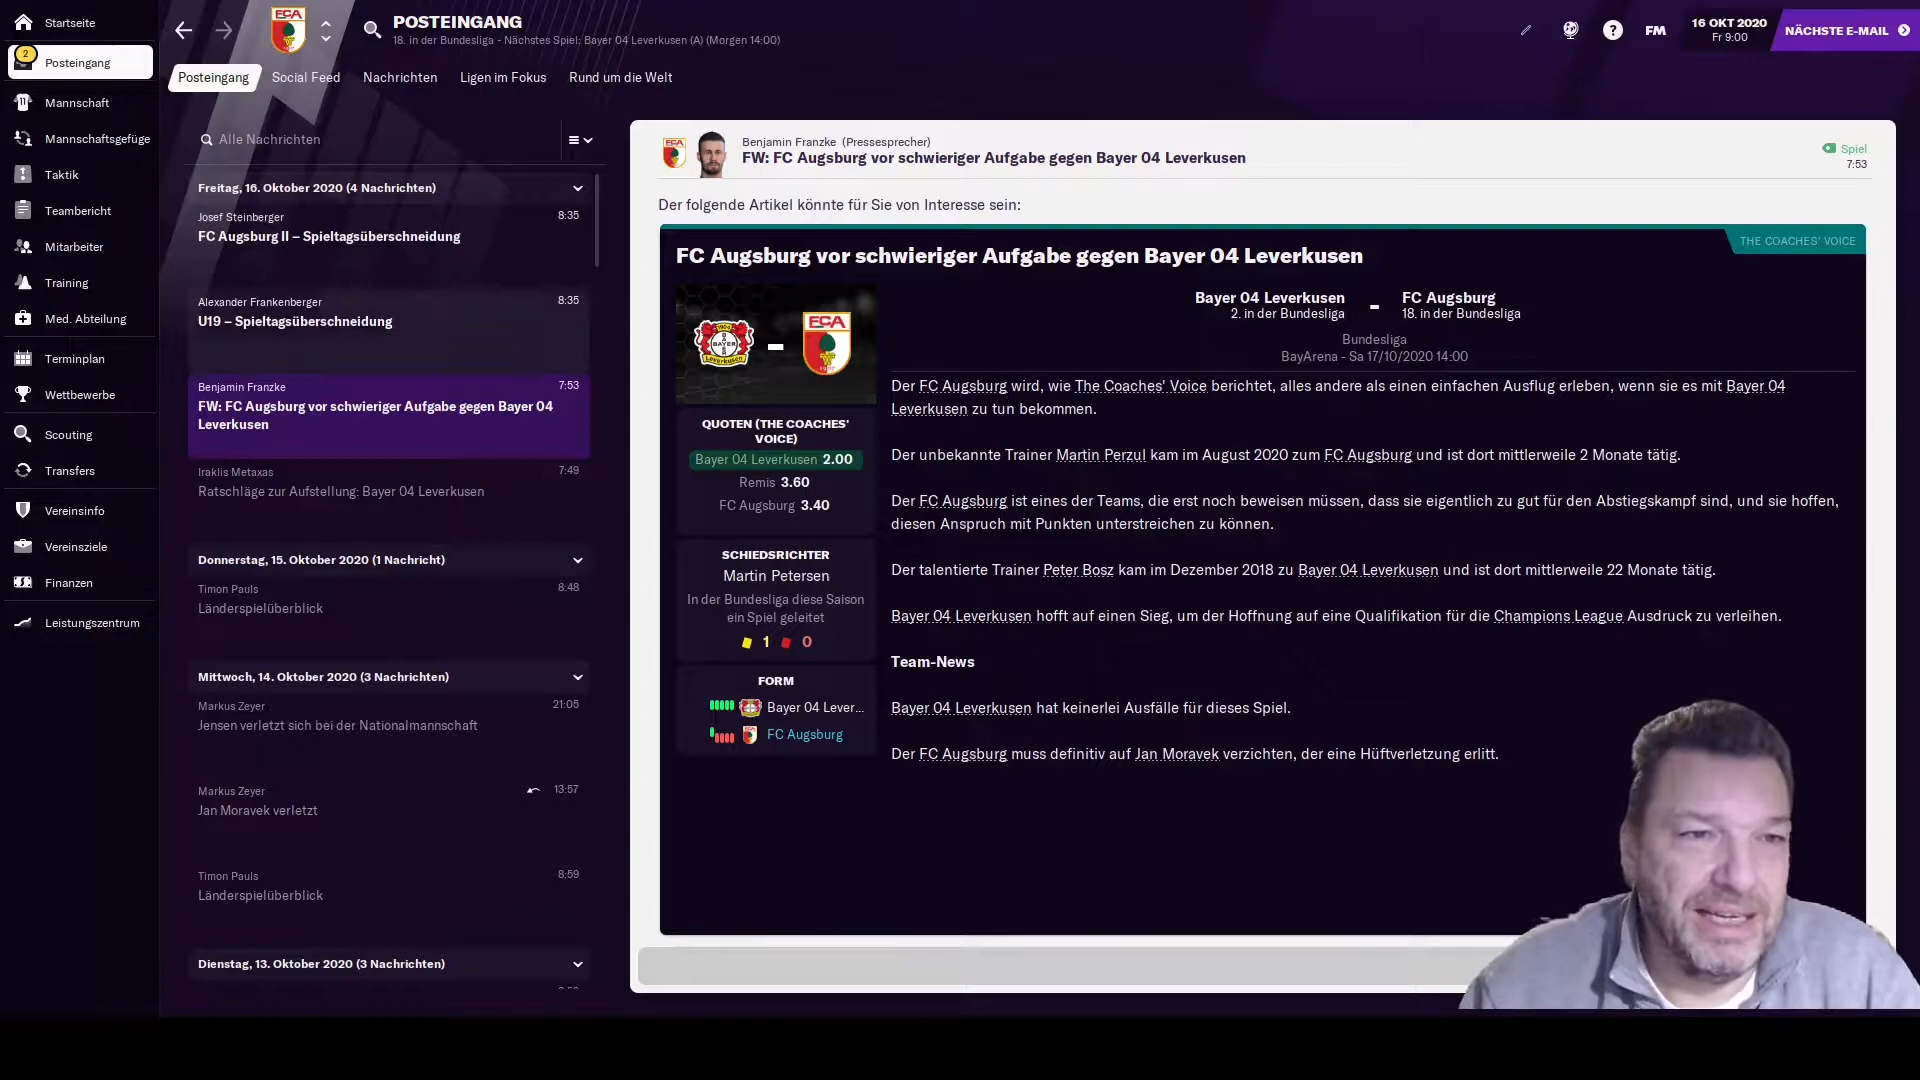 Startseite
2
Posteingang
Mannschaft
Mannschaftsgefüge
Taktik
Teambericht
Mitarbeiter
Training
Med. Abteilung
Terminplan
Wettbewerbe
Scouting
Transfers
Vereinsinfo
Vereinsziele
Finanzen
Leistungszentrum
FCA
POSTEINGANG
18. in der Bundesliga - Nächstes Spiel: Bayer 04 Leverkusen (A) (Morgen 14:00)
FM
16 OKT 2020
Fr 9:00
NÄCHSTE E-MAIL
Posteingang
Social Feed
Nachrichten
Ligen im Fokus
Rund um die Welt
Alle Nachrichten
Freitag, 16. Oktober 2020 (4 Nachrichten)
Josef Steinberger
8:35
FC Augsburg II – Spieltagsüberschneidung
Alexander Frankenberger
8:35
U19 – Spieltagsüberschneidung
Benjamin Franzke
7:53
FW: FC Augsburg vor schwieriger Aufgabe gegen Bayer 04
Leverkusen
Iraklis Metaxas
7:49
Ratschläge zur Aufstellung: Bayer 04 Leverkusen
Donnerstag, 15. Oktober 2020 (1 Nachricht)
Timon Pauls
8:48
Länderspielüberblick
Mittwoch, 14. Oktober 2020 (3 Nachrichten)
Markus Zeyer
21:05
Jensen verletzt sich bei der Nationalmannschaft
Markus Zeyer
13:57
Jan Moravek verletzt
Timon Pauls
8:59
Länderspielüberblick
Dienstag, 13. Oktober 2020 (3 Nachrichten)
Benjamin Franzke (Pressesprecher)
FW: FC Augsburg vor schwieriger Aufgabe gegen Bayer 04 Leverkusen
Spiel
7:53
Der folgende Artikel könnte für Sie von Interesse sein:
THE COACHES' VOICE
FC Augsburg vor schwieriger Aufgabe gegen Bayer 04 Leverkusen
FCA
Bayer 04 Leverkusen - FC Augsburg
2. in der Bundesliga
18. in der Bundesliga
Bundesliga
BayArena - Sa 17/10/2020 14:00
QUOTEN (THE COACHES'
VOICE)
Bayer 04 Leverkusen 2.00
Remis 3.60
FC Augsburg 3.40
SCHIEDSRICHTER
Martin Petersen
In der Bundesliga diese Saison
ein Spiel geleitet
1 0
FORM
Bayer 04 Lever...
FC Augsburg
Der FC Augsburg wird, wie The Coaches' Voice berichtet, alles andere als einen einfachen Ausflug erleben, wenn sie es mit Bayer 04
Leverkusen zu tun bekommen.
Der unbekannte Trainer Martin Perzul kam im August 2020 zum FC Augsburg und ist dort mittlerweile 2 Monate tätig.
Der FC Augsburg ist eines der Teams, die erst noch beweisen müssen, dass sie eigentlich zu gut für den Abstiegskampf sind, und sie hoffen,
diesen Anspruch mit Punkten unterstreichen zu können.
Der talentierte Trainer Peter Bosz kam im Dezember 2018 zu Bayer 04 Leverkusen und ist dort mittlerweile 22 Monate tätig.
Bayer 04 Leverkusen hofft auf einen Sieg, um der Hoffnung auf eine Qualifikation für die Champions League Ausdruck zu verleihen.
Team-News
Bayer 04 Leverkusen hat keinerlei Ausfälle für dieses Spiel.
Der FC Augsburg muss definitiv auf Jan Moravek verzichten, der eine Hüftverletzung erlitt.